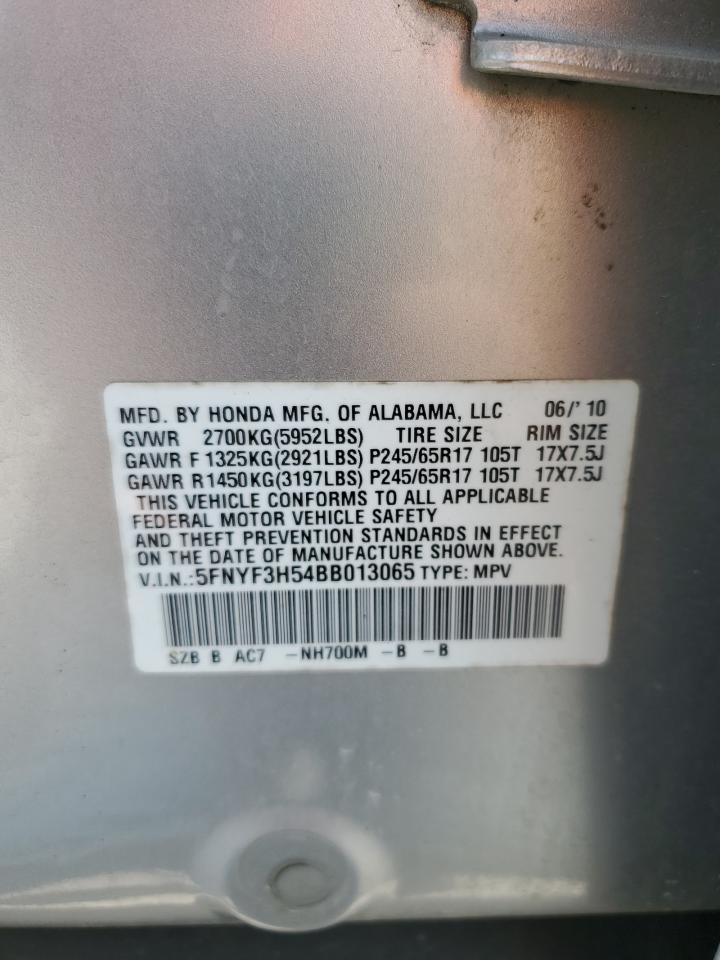 MFD. BY HONDA MFG. OF ALABAMA, LLC 06/'10
GVWR 2700KG(5952LBS) TIRE SIZE RIM SIZE
GAWR F 1325KG(2921LBS) P245/65R17 105T 17X7.5J
GAWR R 1450KG(3197LBS) P245/65R17 105T 17X7.5J
THIS VEHICLE CONFORMS TO ALL APPLICABLE
FEDERAL MOTOR VEHICLE SAFETY
AND THEFT PREVENTION STANDARDS IN EFFECT
ON THE DATE OF MANUFACTURE SHOWN ABOVE.
V.I.N.:5FNYF3H54BB013065 TYPE: MPV
SZB B AC7 -NH700M -B -B